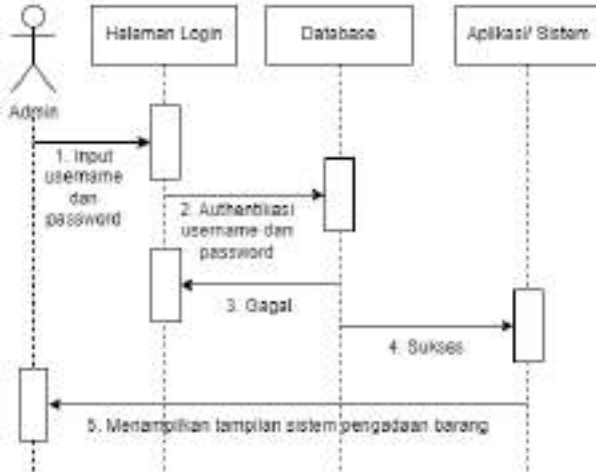 Halaman Login
Database
Aplikasi/ Sistem
Admin
1. Input
username
dan
password
2. Authentikasi
username dan
password
3. Gagal
4. Sukses
5. Menampilkan tampilan sistem pengadaan barang